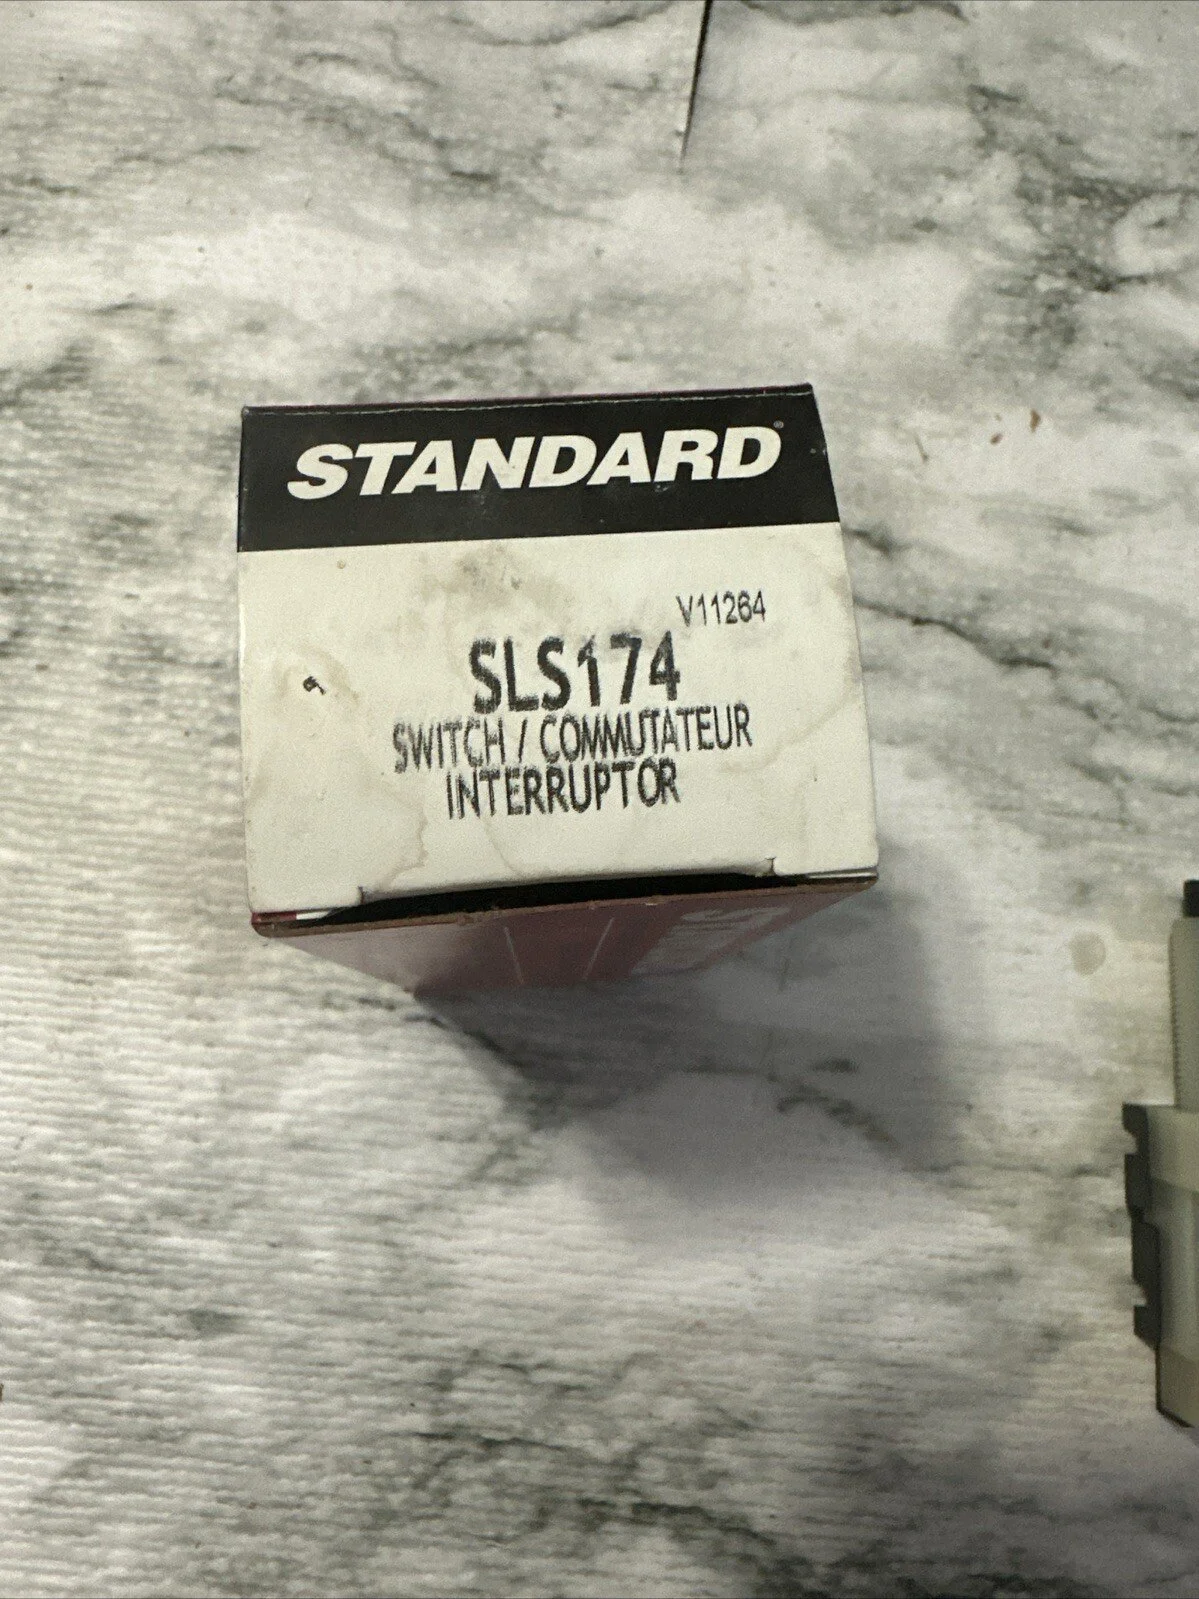 STANDARD®
V11264
SLS174
SWITCH / COMMUTATEUR
INTERRUPTOR